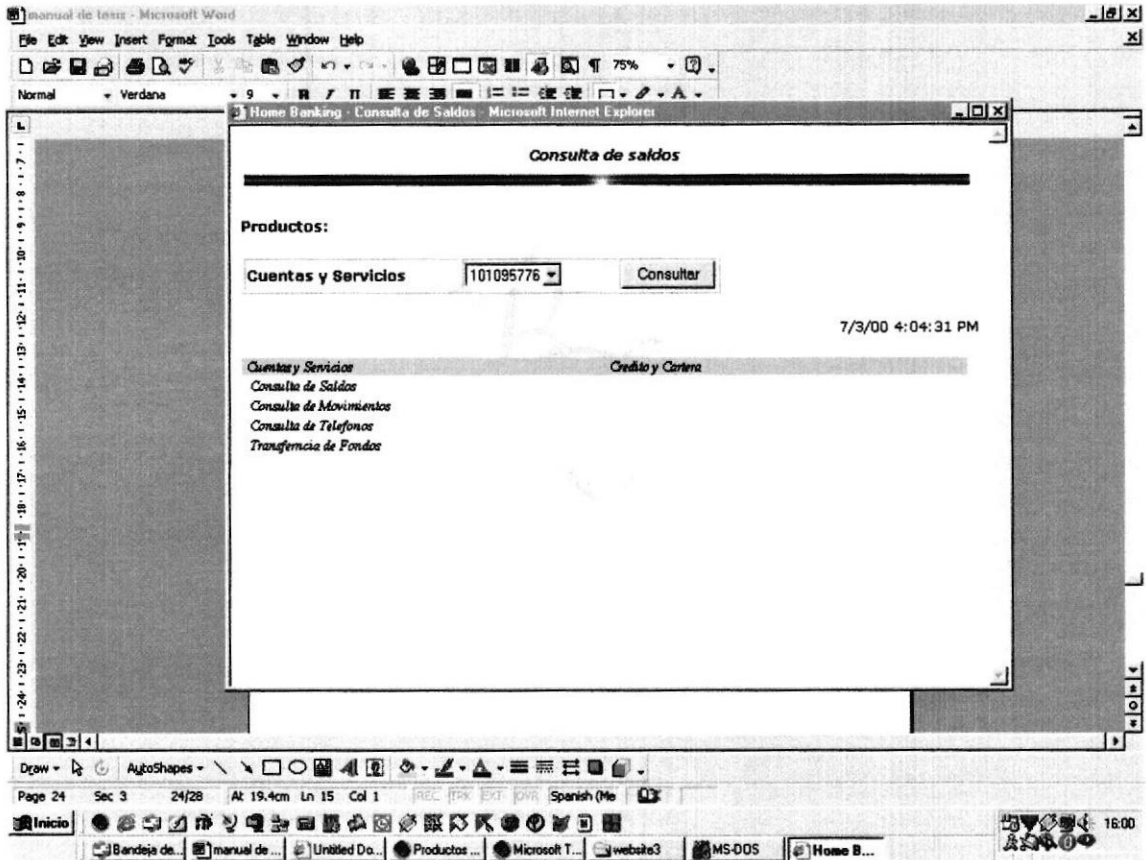 manual de tesis - Microsoft Word
File Edit View Insert Format Tools Table Window Help
75%
Normal Verdana 9
Home Banking - Consulta de Saldos - Microsoft Internet Explorer
Consulta de saldos
Productos:
Cuentas y Servicios 101095776 Consultar
7/3/00 4:04:31 PM
Cuentas y Servicios Credito y Cartera
Consulta de Saldos
Consulta de Movimientos
Consulta de Telefonos
Transferncia de Fondos
Draw AutoShapes
Page 24 Sec 3 24/28 At 19.4cm Ln 15 Col 1 REC TRK EXT OVR Spanish (Me
Inicio 16:00
Bandeja de... manual de ... Untitled Do... Productos ... Microsoft T... website3 MS-DOS Home B...